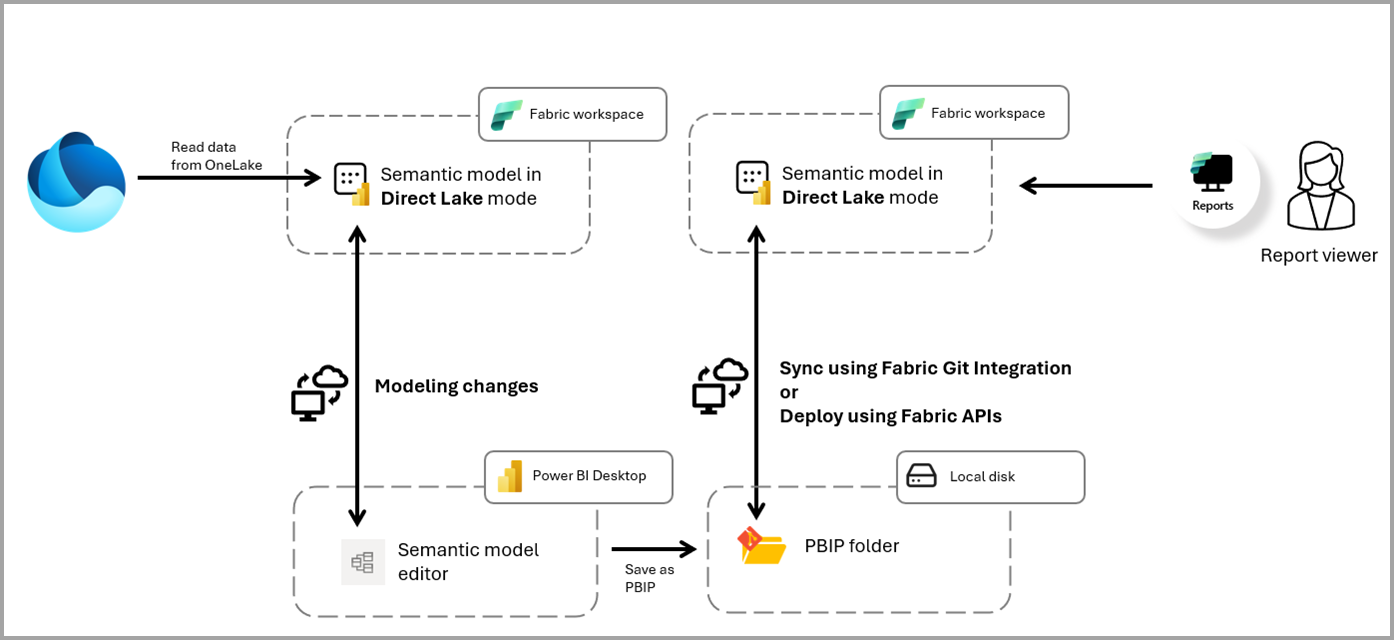 Fabric workspace
Fabric workspace
Read data
from OneLake
Semantic model in
Direct Lake mode
Semantic model in
Direct Lake mode
Reports
Report viewer
Modeling changes
Sync using Fabric Git Integration
or
Deploy using Fabric APIs
Power BI Desktop
Local disk
Semantic model
editor
Save as
PBIP
PBIP folder